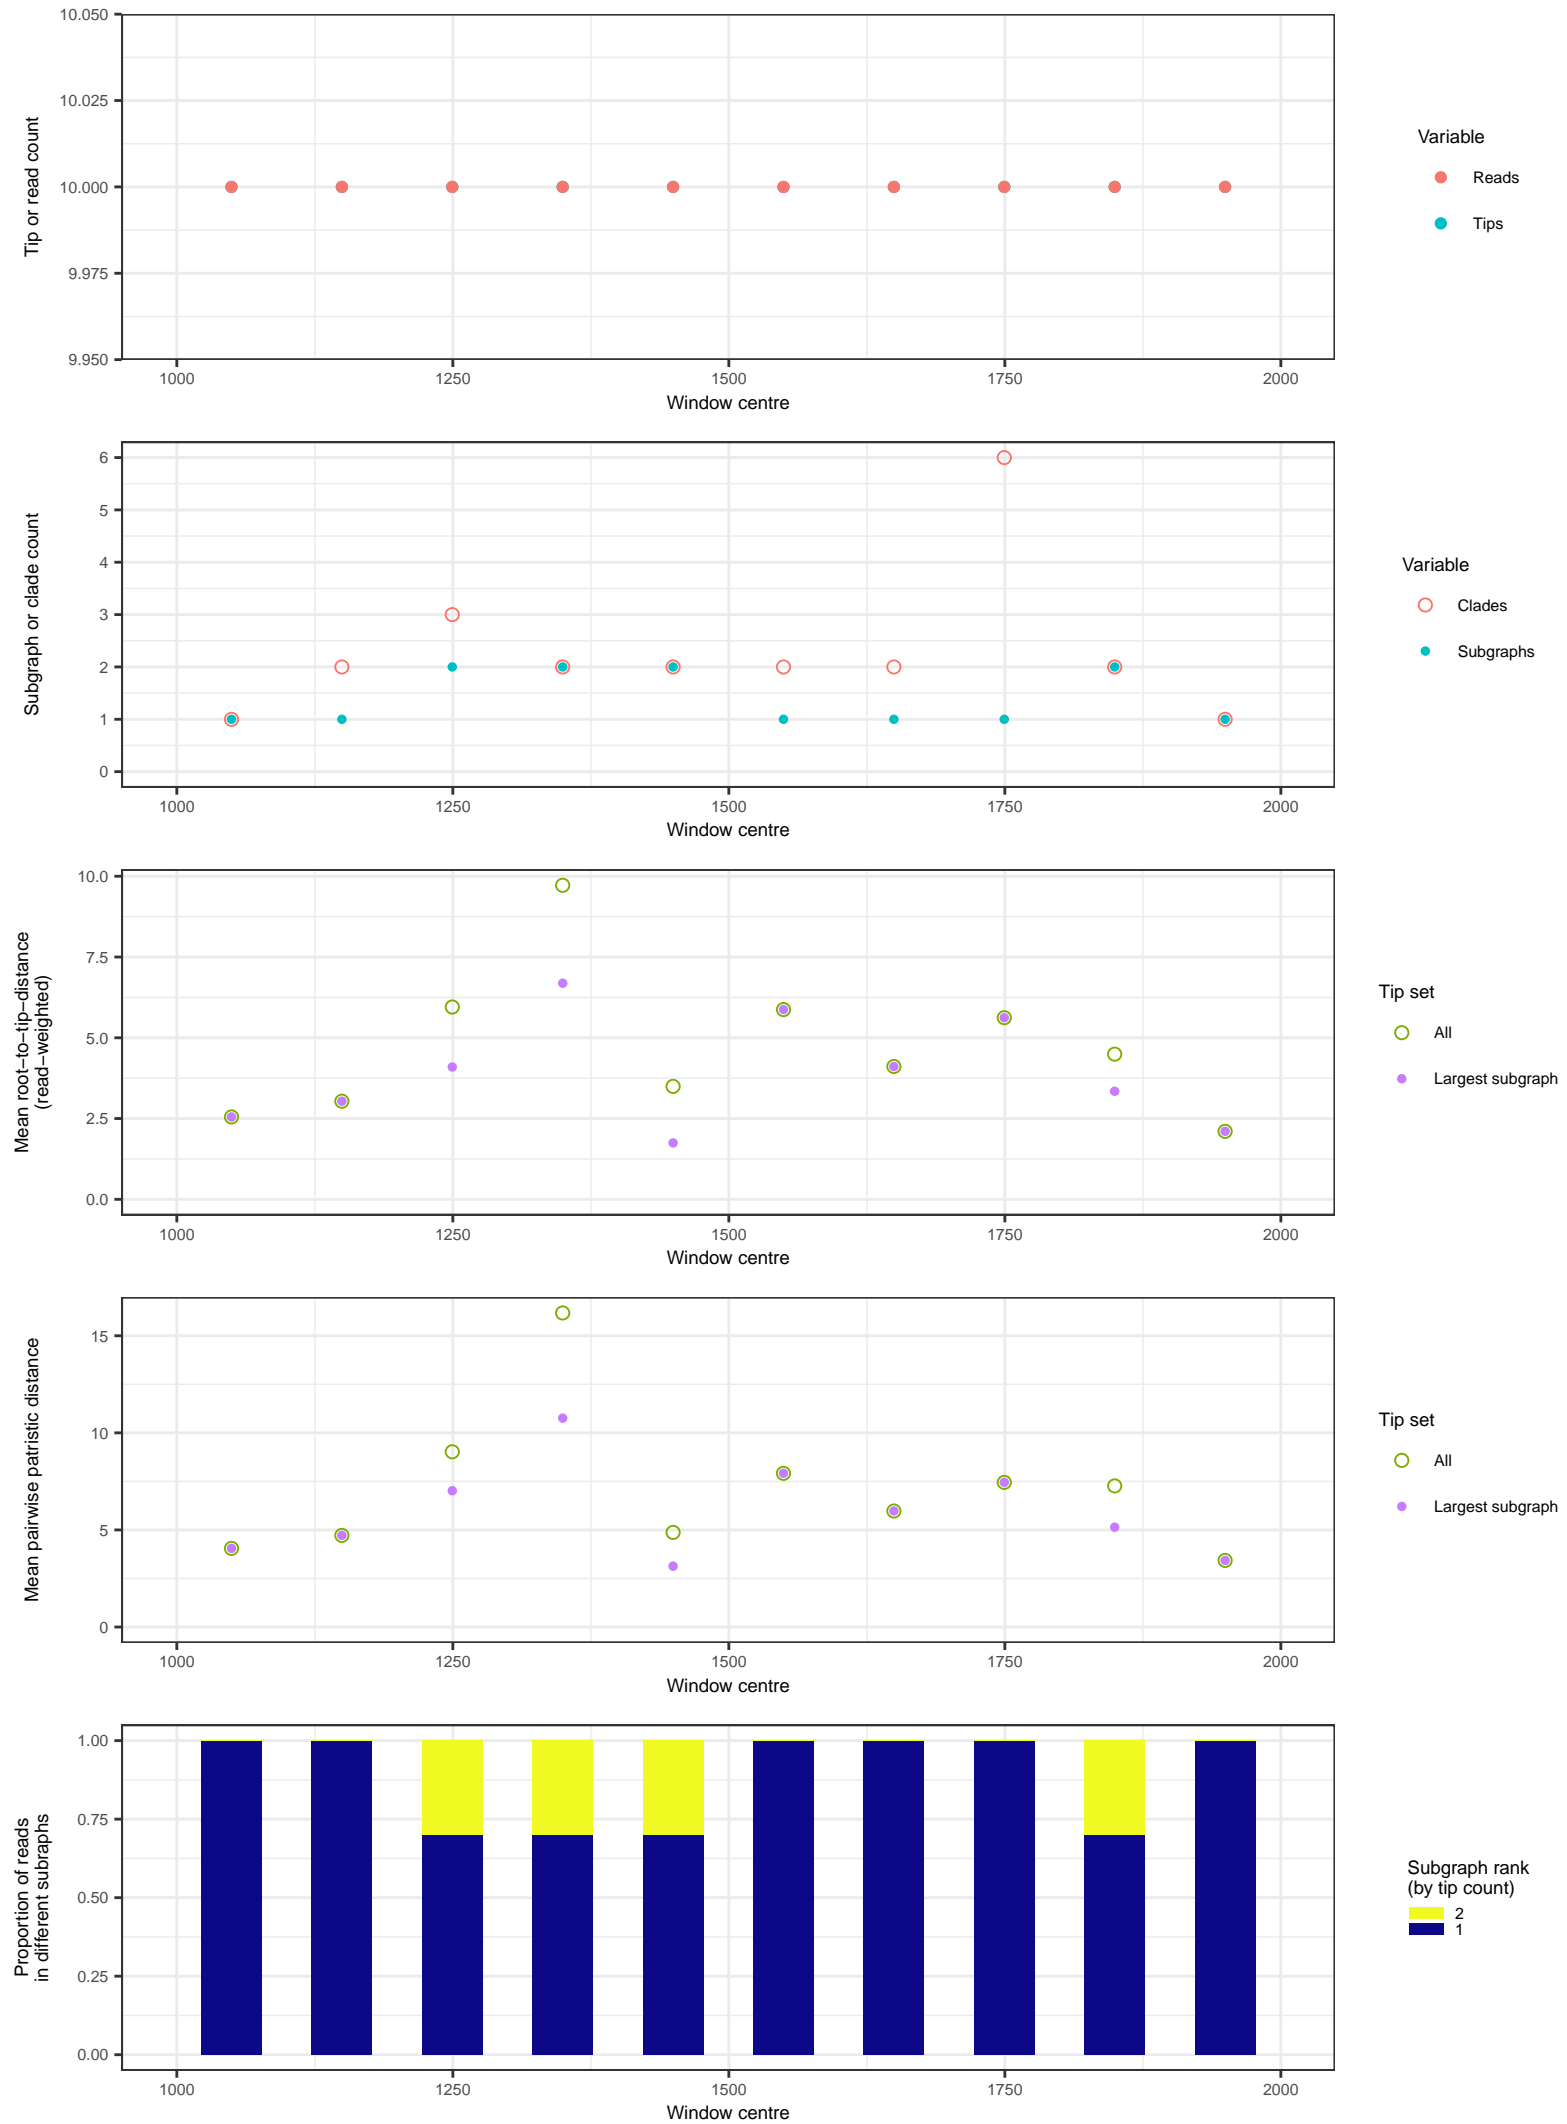 10.050
10.025
10.000
9.975
9.950
Tip or read count
1000 1250 1500 1750 2000
Window centre
Variable
Reads
Tips
6
5
4
3
2
1
0
Subgraph or clade count
1000 1250 1500 1750 2000
Window centre
Variable
Clades
Subgraphs
10.0
7.5
5.0
2.5
0.0
Mean root−to−tip−distance
(read−weighted)
1000 1250 1500 1750 2000
Window centre
Tip set
All
Largest subgraph
15
10
5
0
Mean pairwise patristic distance
1000 1250 1500 1750 2000
Window centre
Tip set
All
Largest subgraph
1.00
0.75
0.50
0.25
0.00
Proportion of reads
in different subraphs
1000 1250 1500 1750 2000
Window centre
Subgraph rank
(by tip count)
2
1